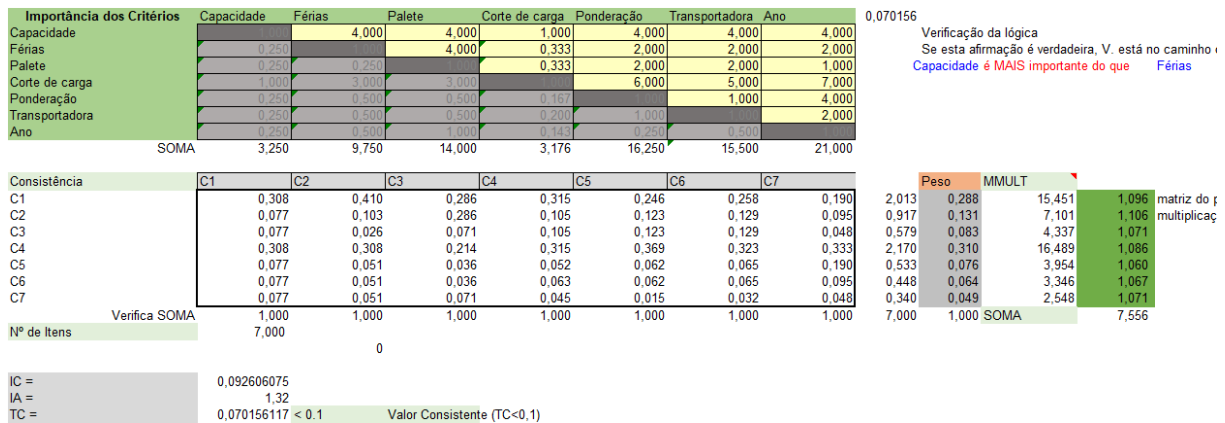 Importância dos Critérios Capacidade Férias Palete Corte de carga Ponderação Transportadora Ano 0,070156
Capacidade 1,000 4,000 4,000 1,000 4,000 4,000 4,000 Verificação da lógica
Férias 0,250 1,000 4,000 0,333 2,000 2,000 2,000 Se esta afirmação é verdadeira, V. está no caminho
Palete 0,250 0,250 1,000 0,333 2,000 2,000 1,000 Capacidade é MAIS importante do que Férias
Corte de carga 1,000 3,000 3,000 1,000 6,000 5,000 7,000
Ponderação 0,250 0,500 0,500 0,167 1,000 1,000 4,000
Transportadora 0,250 0,500 0,500 0,200 1,000 1,000 2,000
Ano 0,250 0,500 1,000 0,143 0,250 0,500 1,000
SOMA 3,250 9,750 14,000 3,176 16,250 15,500 21,000
Consistência C1 C2 C3 C4 C5 C6 C7 Peso MMULT
C1 0,308 0,410 0,286 0,315 0,246 0,258 0,190 2,013 0,288 15,451 1,096 matriz do
C2 0,077 0,103 0,286 0,105 0,123 0,129 0,095 0,917 0,131 7,101 1,106 multiplicaç
C3 0,077 0,026 0,071 0,105 0,123 0,129 0,048 0,579 0,083 4,337 1,071
C4 0,308 0,308 0,214 0,315 0,369 0,323 0,333 2,170 0,310 16,489 1,086
C5 0,077 0,051 0,036 0,052 0,062 0,065 0,190 0,533 0,076 3,954 1,060
C6 0,077 0,051 0,036 0,063 0,062 0,065 0,095 0,448 0,064 3,346 1,067
C7 0,077 0,051 0,071 0,045 0,015 0,032 0,048 0,340 0,049 2,548 1,071
Verifica SOMA 1,000 1,000 1,000 1,000 1,000 1,000 1,000 7,000 1,000 SOMA 7,556
Nº de Itens 7,000
0
IC = 0,092606075
IA = 1,32
TC = 0,070156117 < 0.1 Valor Consistente (TC<0,1)